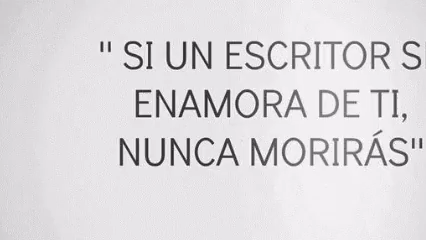 " SI UN ESCRITOR S
ENAMORA DE TI,
NUNCA MORIRÁS"